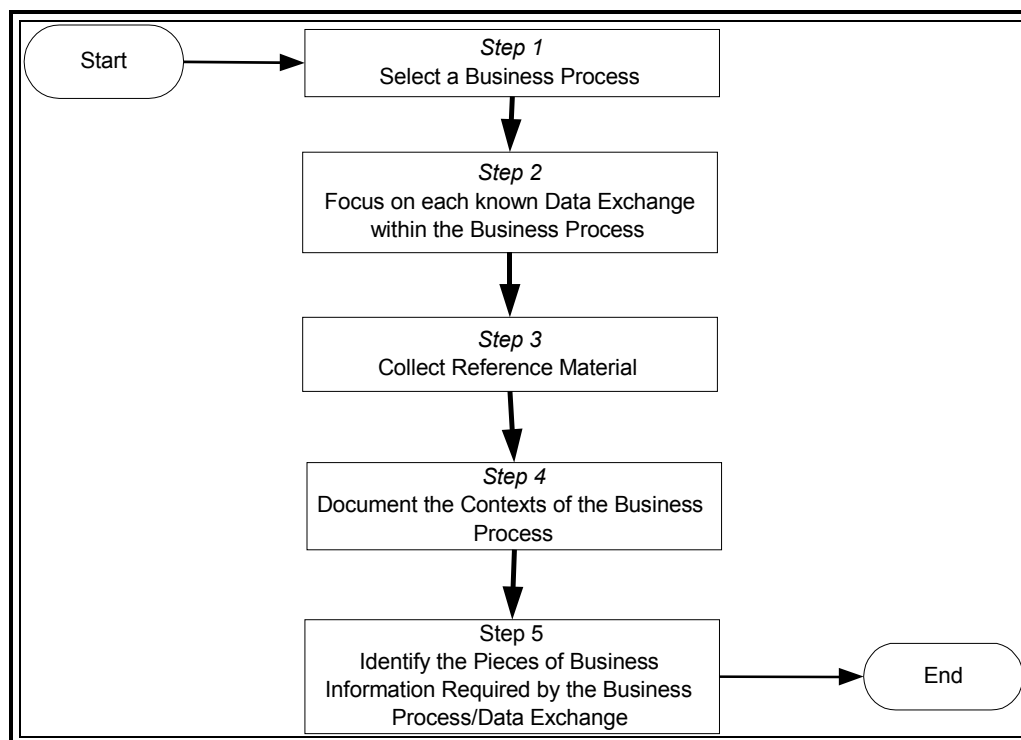 Start
Step 1
Select a Business Process
Step 2
Focus on each known Data Exchange
within the Business Process
Step 3
Collect Reference Material
Step 4
Document the Contexts of the Business
Process
Step 5
Identify the Pieces of Business
Information Required by the Business
Process/Data Exchange
End